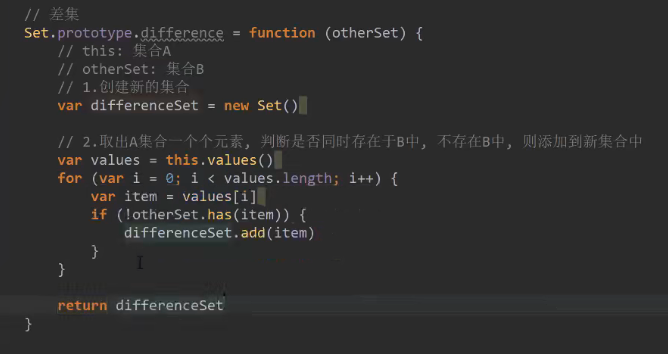 // 差集
Set.prototype.difference = function (otherSet) {
// this: 集合A
// otherSet: 集合B
// 1.创建新的集合
var differenceSet = new Set()
// 2.取出A集合一个个元素, 判断是否同时存在于B中, 不存在B中, 则添加到新集合中
var values = this.values()
for (var i = 0; i < values.length; i++) {
var item = values[i]
if (!otherSet.has(item)) {
differenceSet.add(item)
}
}
return differenceSet
}